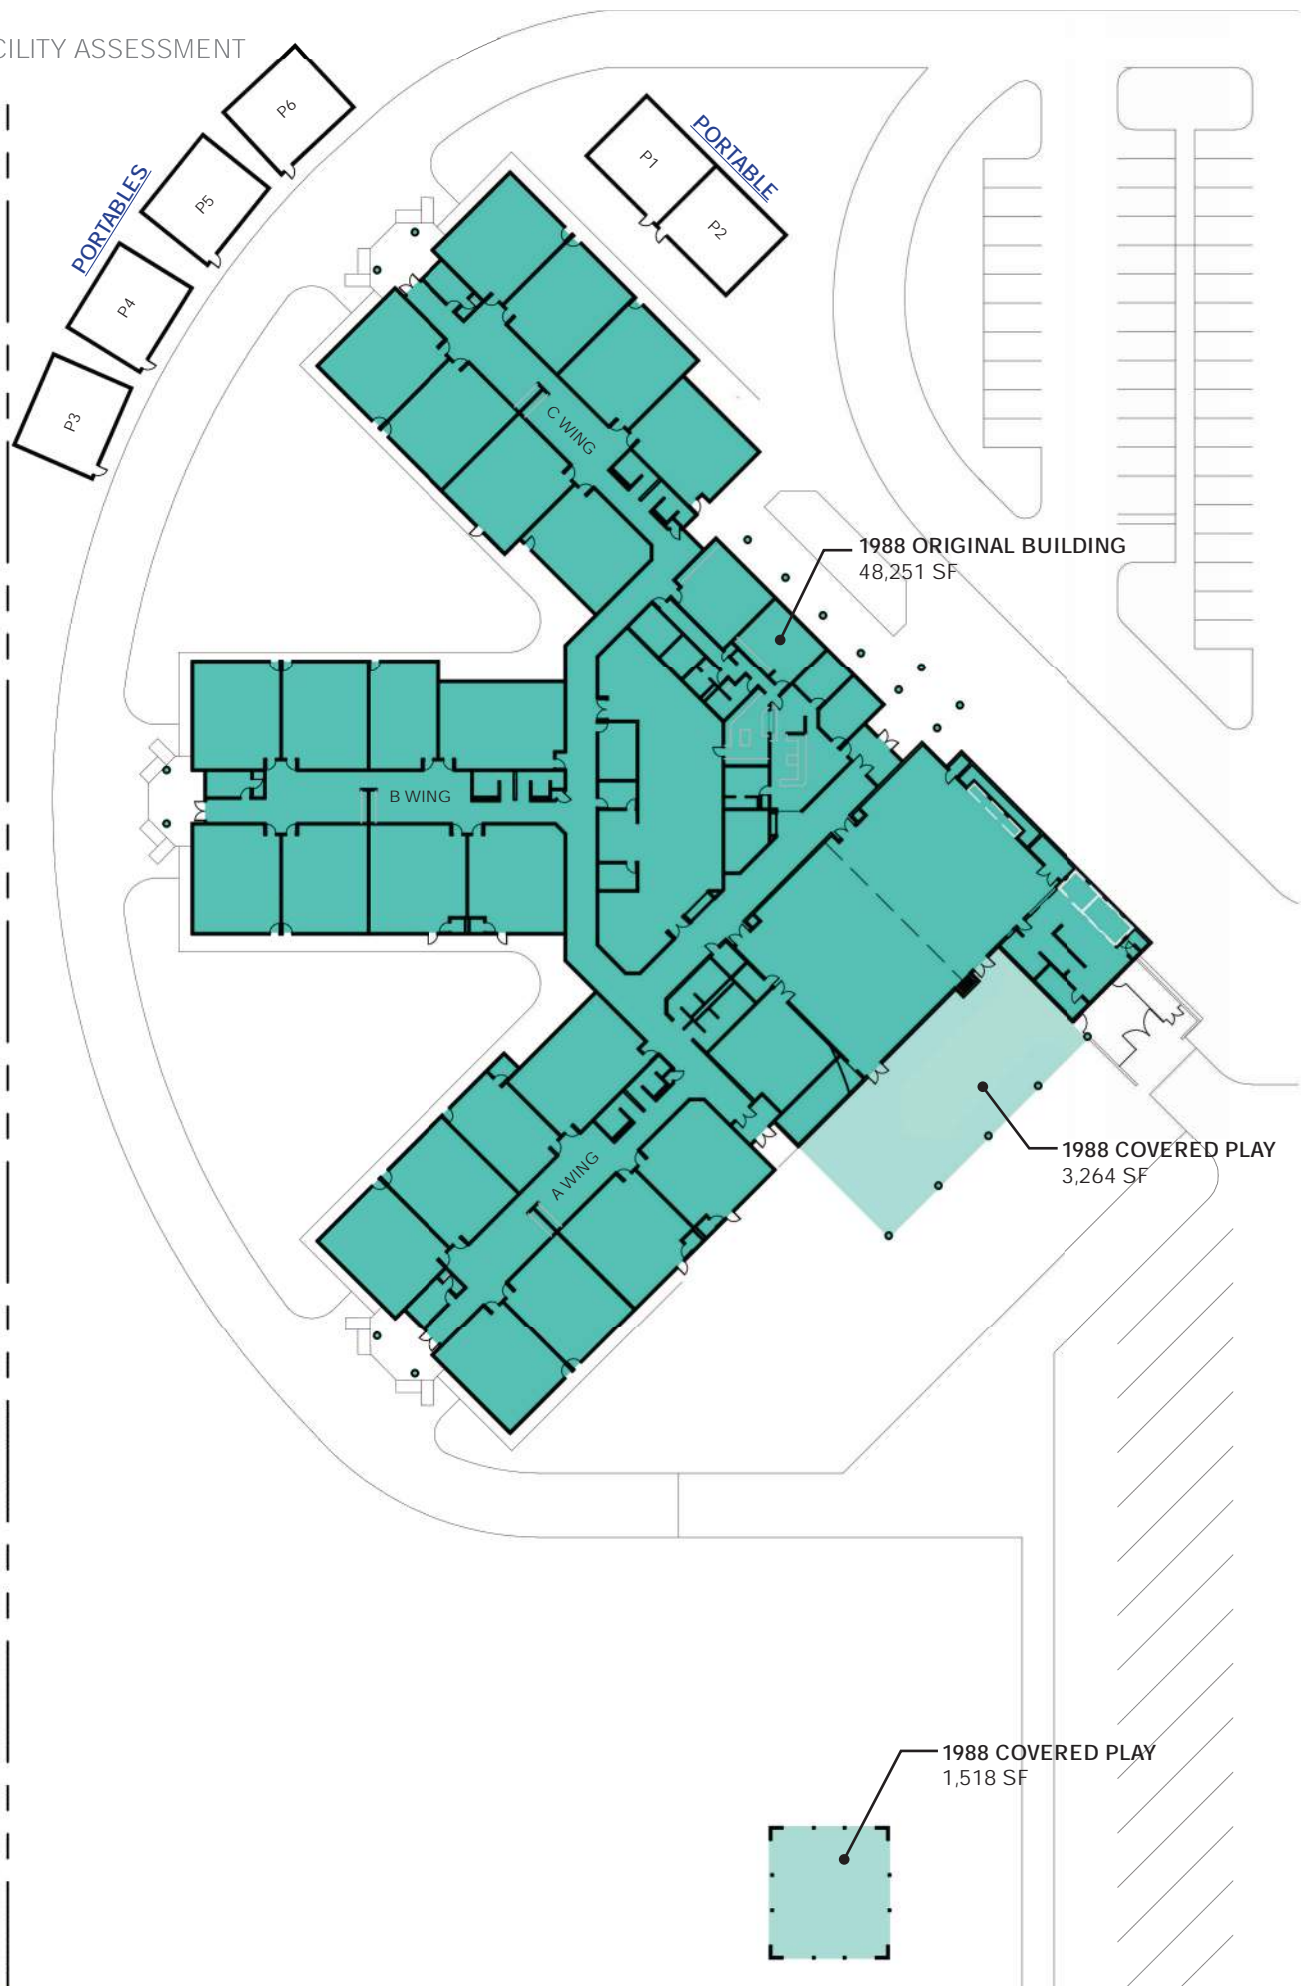 CILITY ASSESSMENT
P6
P5
PORTABLES
P4
P3
P1
PORTABLE
P2
C WING
1988 ORIGINAL BUILDING
48,251 SF
B WING
A WING
1988 COVERED PLAY
3,264 SF
1988 COVERED PLAY
1,518 SF